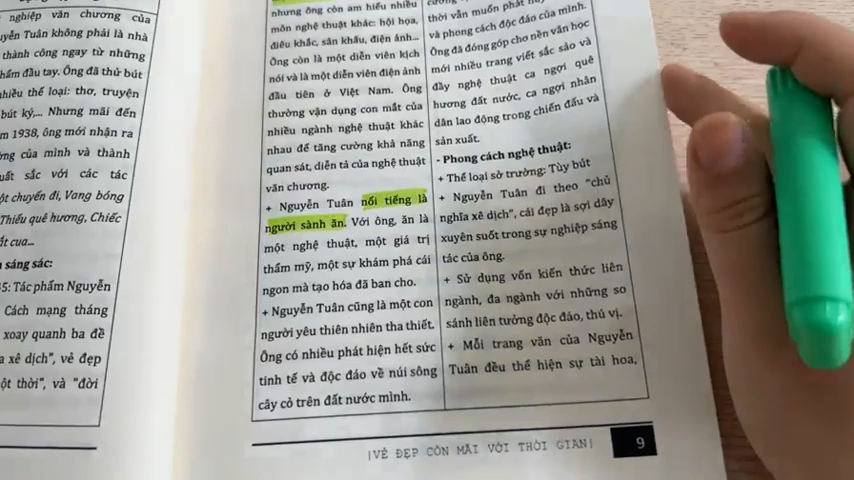 nghiệp văn chương của
yễn Tuân không phải là nhà
thành công ngay từ những
hẩm đầu tay. Ông đã thử bút
nhiều thể loại: thơ, truyện
bút ký,... Nhưng mãi đến
m 1938, ông mới nhận ra
ng của mình và thành
uất sắc với các tác
ột chuyến đi, Vang bóng
Thiếu quê hương, Chiếc
ắt cua...
sáng sác:
5: Tác phẩm Nguyễn
Cách mạng tháng
xoay quanh ba đề
a xê dịch", vẻ đẹp
ột thời", và "đời
nhưng ông còn am hiểu nhiều
môn nghệ thuật khác: hội họa,
điêu khắc, sân khấu, điện ảnh...
Ông còn là một diễn viên kịch
nói và là một diễn viên điện ảnh
đầu tiên ở Việt Nam. Ông
thường vận dụng con mắt của
nhiều ngành nghệ thuật khác
nhau để tăng cường khả năng
quan sát, diễn tả của nghệ thuật
văn chương.
+ Nguyễn Tuân nổi tiếng là
người sành ăn. Với ông, ăn là
một nghệ thuật, một giá trị
thẩm mỹ, một sự khám phá cái
ngon mà tạo hóa đã ban cho.
+ Nguyễn Tuân cũng là một con
người yêu thiên nhiên tha thiết.
Ông có nhiều phát hiện hết sức
tinh tế và độc đáo về núi sông
cây cỏ trên đất nước mình.
thời vẫn muốn phát huy
và phong cách độc đáo của mình.
Ông đã đóng góp cho nền văn học
mới nhiều trang viết sắc sảo và
đầy nghệ thuật ca ngợi quê
hương đất nước, ca ngợi nhân
dân lao động trong chiến đấu và
sản xuất.
- Phong cách nghệ thuật:
+ Thể loại sở trường: Tùy bút
+ Nguyễn Tuân đi theo "chủ
nghĩa xê dịch", cái đẹp là sợi dây
xuyên suốt trong sự nghiệp sáng
tác của ông.
+ Sử dụng vốn kiến thức liên
ngành, đa ngành với những so
sánh liên tưởng độc đáo, thú vị.
+ Mỗi trang văn của Nguyễn
Tuân đều thể hiện sự tài hoa,
|VẺ ĐẸP CÒN MÃI VỚI THỜI GIAN| 9